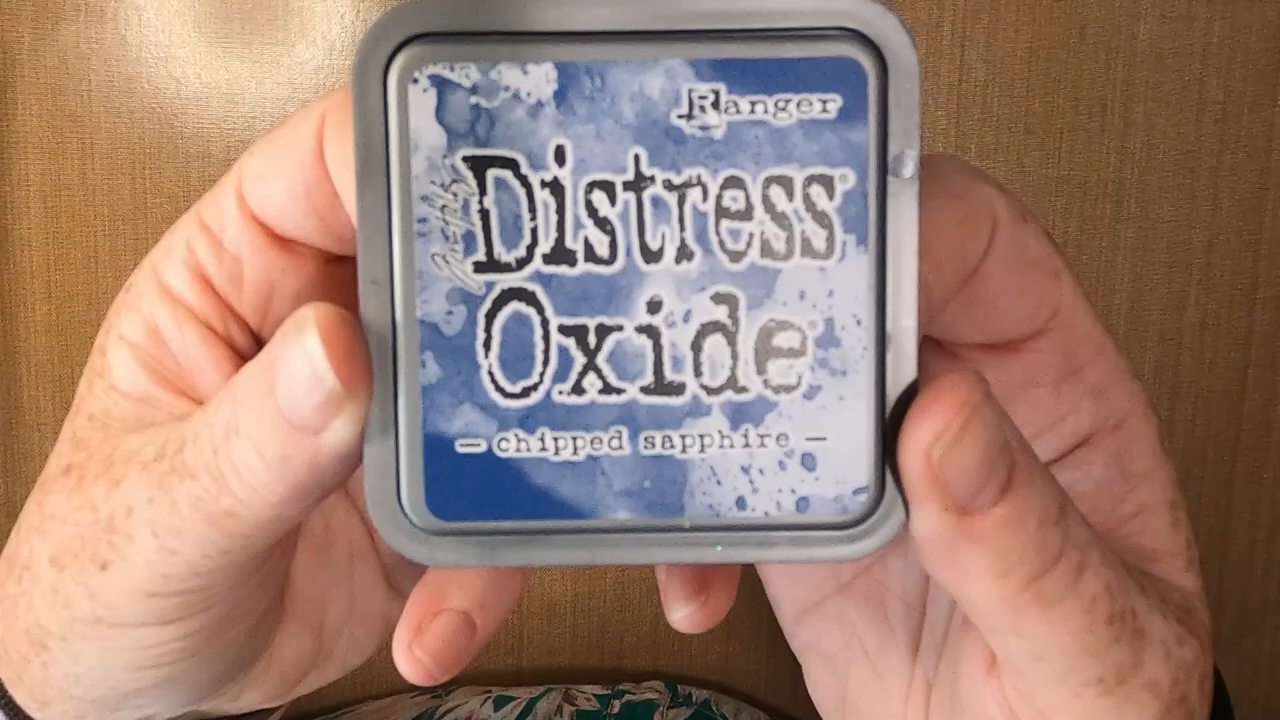 Ranger
Distress®
Oxide®
— chipped sapphire —